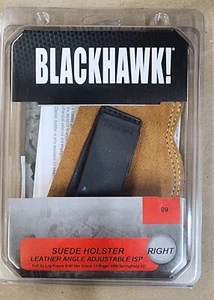 BLACKHAWK!
09
SUEDE HOLSTER
LEATHER ANGLE ADJUSTABLE ISP
RIGHT